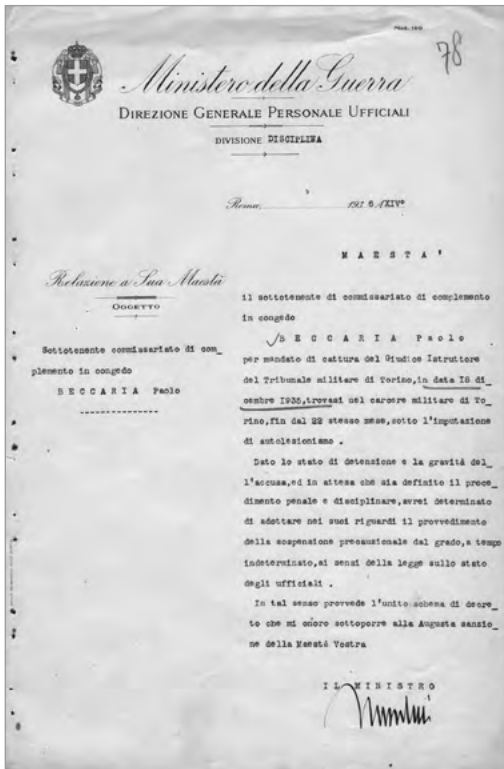 Mod. 100
78
Ministero della Guerra
DIREZIONE GENERALE PERSONALE UFFICIALI
DIVISIONE DISCIPLINA
Roma, 193 6/XIV°
MAESTA'
Relazione a Sua Maestà
OGGETTO
Sottotenente commissariato di com_
plemento in congedo
BECCARIA Paolo
il sottotenente di commissariato di complemento
in congedo
BECCARIA Paolo
per mandato di cattura del Giudice Istruttore
del Tribunale militare di Torino, in data 18 di_
cembre 1935, trovasi nel carcere militare di To_
rino, fin dal 22 stesso mese, sotto l'imputazione
di autolesionismo .
Dato lo stato di detenzione e la gravità del_
l'accusa, ed in attesa che sia definito il proce_
dimento penale e disciplinare, avrei determinato
di adottare nei suoi riguardi il provvedimento
della sospensione precauzionale dal grado, a tempo
indeterminato, ai sensi della legge sullo stato
degli ufficiali .
In tal senso provvede l'unito schema di decre_
to che mi onoro sottoporre alla Augusta sanzio_
ne della Maestà Vostra
IL MINISTRO